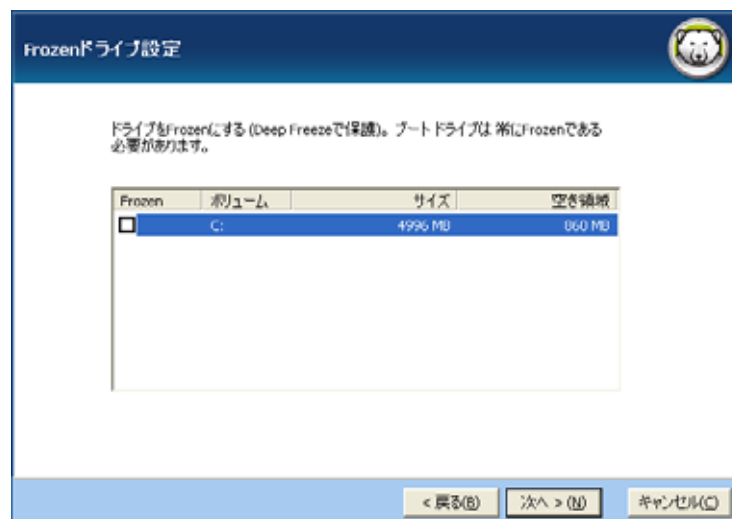 Frozenドライブ設定
ドライブをFrozenにする (Deep Freezeで保護)。ブート ドライブは 常にFrozenである
必要があります。
Frozen ボリューム サイズ 空き領域
C: 4996 MB 860 MB
< 戻る(B) 次へ > (N) キャンセル(C)